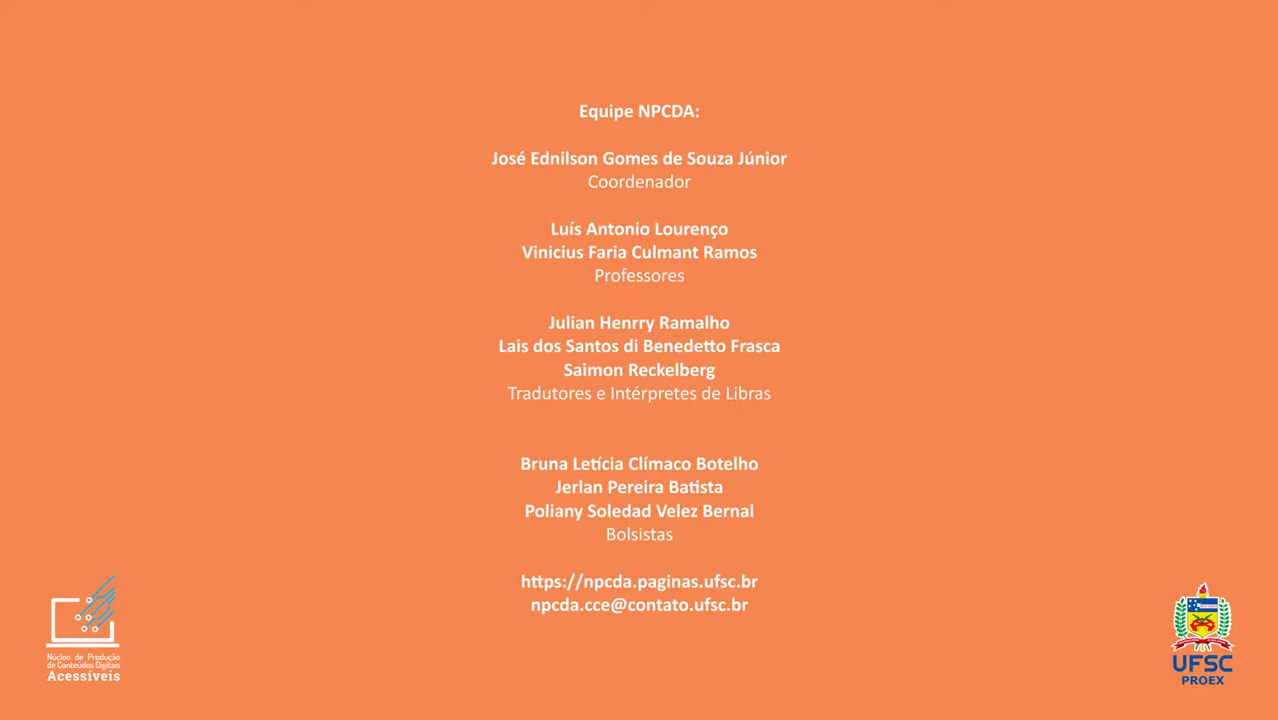 Equipe NPCDA:
José Ednilson Gomes de Souza Júnior
Coordenador
Luís Antonio Lourenço
Vinicius Faria Culmant Ramos
Professores
Julian Henrry Ramalho
Lais dos Santos di Benedetto Frasca
Saimon Reckelberg
Tradutores e Intérpretes de Libras
Bruna Letícia Clímaco Botelho
Jerlan Pereira Batista
Poliany Soledad Velez Bernal
Bolsistas
https://npcda.paginas.ufsc.br
npcda.cce@contato.ufsc.br
Núcleo de Produção
de Conteúdos Digitais
Acessíveis
UFSC
PROEX